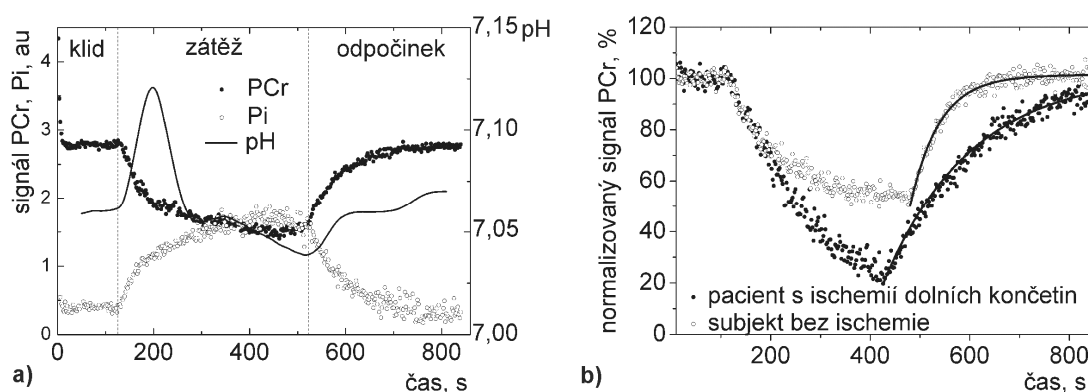 a)
signál PCr, Pi, au
4
3
2
1
0
klid
zátěž
odpočinek
PCr
Pi
pH
7,15 pH
7,10
7,05
7,00
0 200 400 600 800
čas, s
b)
normalizovaný signál PCr, %
120
100
80
60
40
20
0
pacient s ischemií dolních končetin
subjekt bez ischemie
200 400 600 800
čas, s